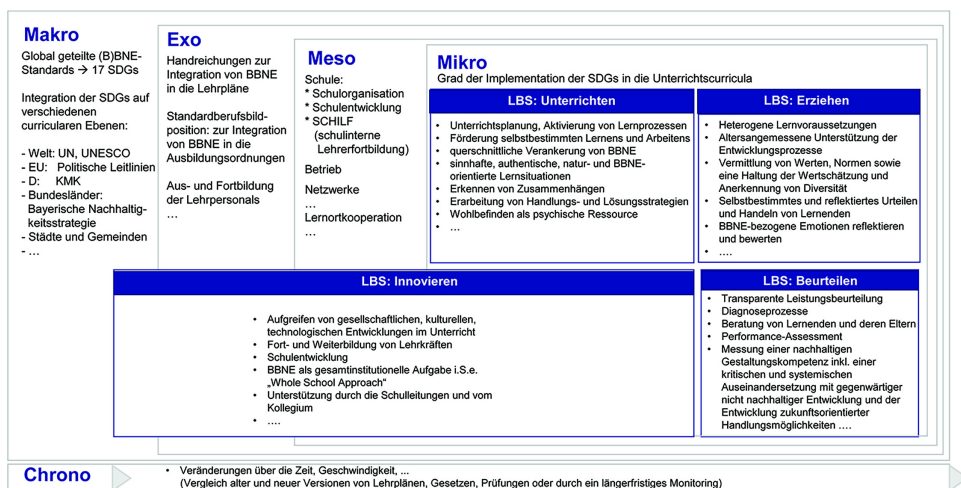 Makro
Global geteilte (B)BNE-
Standards → 17 SDGs
Integration der SDGs auf
verschiedenen
curricularen Ebenen:
- Welt: UN, UNESCO
- EU: Politische Leitlinien
- D: KMK
- Bundesländer:
Bayerische Nachhaltig-
keitsstrategie
- Städte und Gemeinden
- …
Exo
Handreichungen zur
Integration von BBNE
in die Lehrpläne
Standardberufsbild-
position: zur Integration
von BBNE in die
Ausbildungsordnungen
Aus- und Fortbildung
der Lehrpersonals
…
Meso
Schule:
* Schulorganisation
* Schulentwicklung
* SCHILF
(schulinterne
Lehrerfortbildung)
Betrieb
Netzwerke
…
Lernortkooperation
…
Mikro
Grad der Implementation der SDGs in die Unterrichtscurricula
LBS: Unterrichten
• Unterrichtsplanung, Aktivierung von Lernprozessen
• Förderung selbstbestimmten Lernens und Arbeitens
• querschnittliche Verankerung von BBNE
• sinnhafte, authentische, natur- und BBNE-
orientierte Lernsituationen
• Erkennen von Zusammenhängen
• Erarbeitung von Handlungs- und Lösungsstrategien
• Wohlbefinden als psychische Ressource
• …
LBS: Erziehen
• Heterogene Lernvoraussetzungen
• Altersangemessene Unterstützung der
Entwicklungsprozesse
• Vermittlung von Werten, Normen sowie
eine Haltung der Wertschätzung und
Anerkennung von Diversität
• Selbstbestimmtes und reflektiertes Urteilen
und Handeln von Lernenden
• BBNE-bezogene Emotionen reflektieren
und bewerten
• ….
LBS: Innovieren
• Aufgreifen von gesellschaftlichen, kulturellen,
technologischen Entwicklungen im Unterricht
• Fort- und Weiterbildung von Lehrkräften
• Schulentwicklung
• BBNE als gesamtinstitutionelle Aufgabe i.S.e.
„Whole School Approach“
• Unterstützung durch die Schulleitungen und vom
Kollegium
• ….
LBS: Beurteilen
• Transparente Leistungsbeurteilung
• Diagnoseprozesse
• Beratung von Lernenden und deren Eltern
• Performance-Assessment
• Messung einer nachhaltigen
Gestaltungskompetenz inkl. einer
kritischen und systemischen
Auseinandersetzung mit gegenwärtiger
nicht nachhaltiger Entwicklung und der
Entwicklung zukunftsorientierter
Handlungsmöglichkeiten ….
Chrono
• Veränderungen über die Zeit, Geschwindigkeit, ...
(Vergleich alter und neuer Versionen von Lehrplänen, Gesetzen, Prüfungen oder durch ein längerfristiges Monitoring)